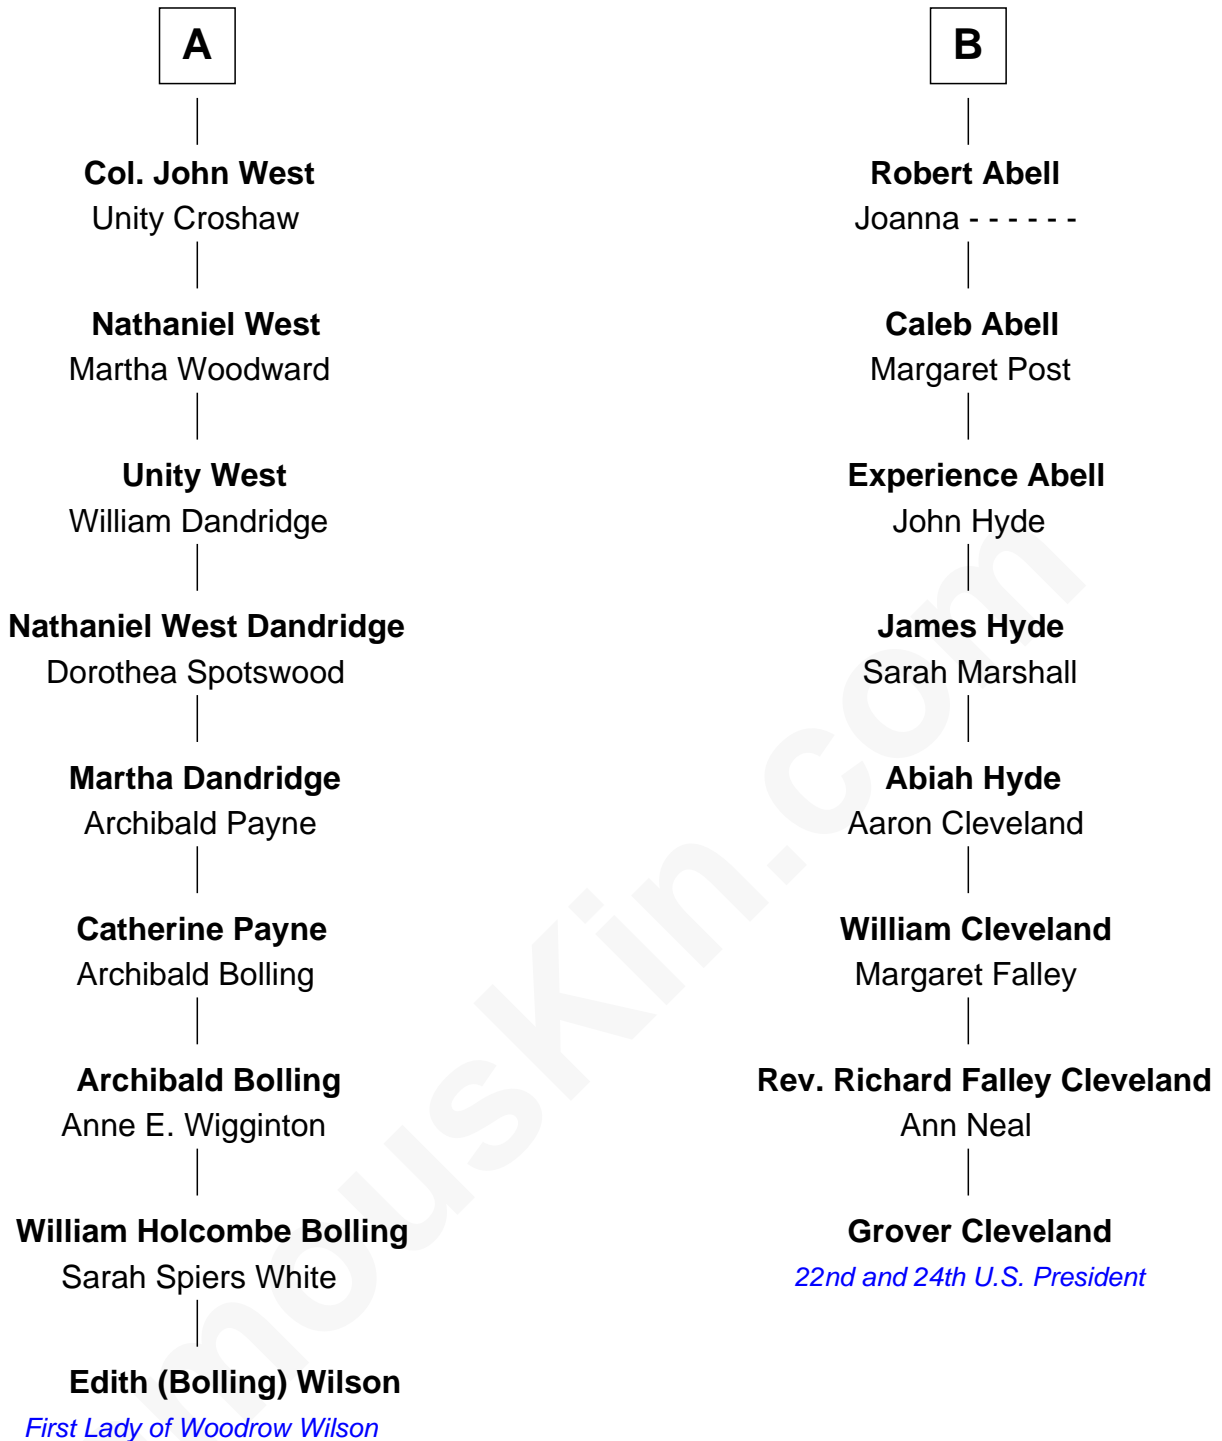 A
Col. John West
Unity Croshaw
Nathaniel West
Martha Woodward
Unity West
William Dandridge
Nathaniel West Dandridge
Dorothea Spotswood
Martha Dandridge
Archibald Payne
Catherine Payne
Archibald Bolling
Archibald Bolling
Anne E. Wigginton
William Holcombe Bolling
Sarah Spiers White
Edith (Bolling) Wilson
First Lady of Woodrow Wilson
B
Robert Abell
Joanna - - - - - -
Caleb Abell
Margaret Post
Experience Abell
John Hyde
James Hyde
Sarah Marshall
Abiah Hyde
Aaron Cleveland
William Cleveland
Margaret Falley
Rev. Richard Falley Cleveland
Ann Neal
Grover Cleveland
22nd and 24th U.S. President
mousKin.com